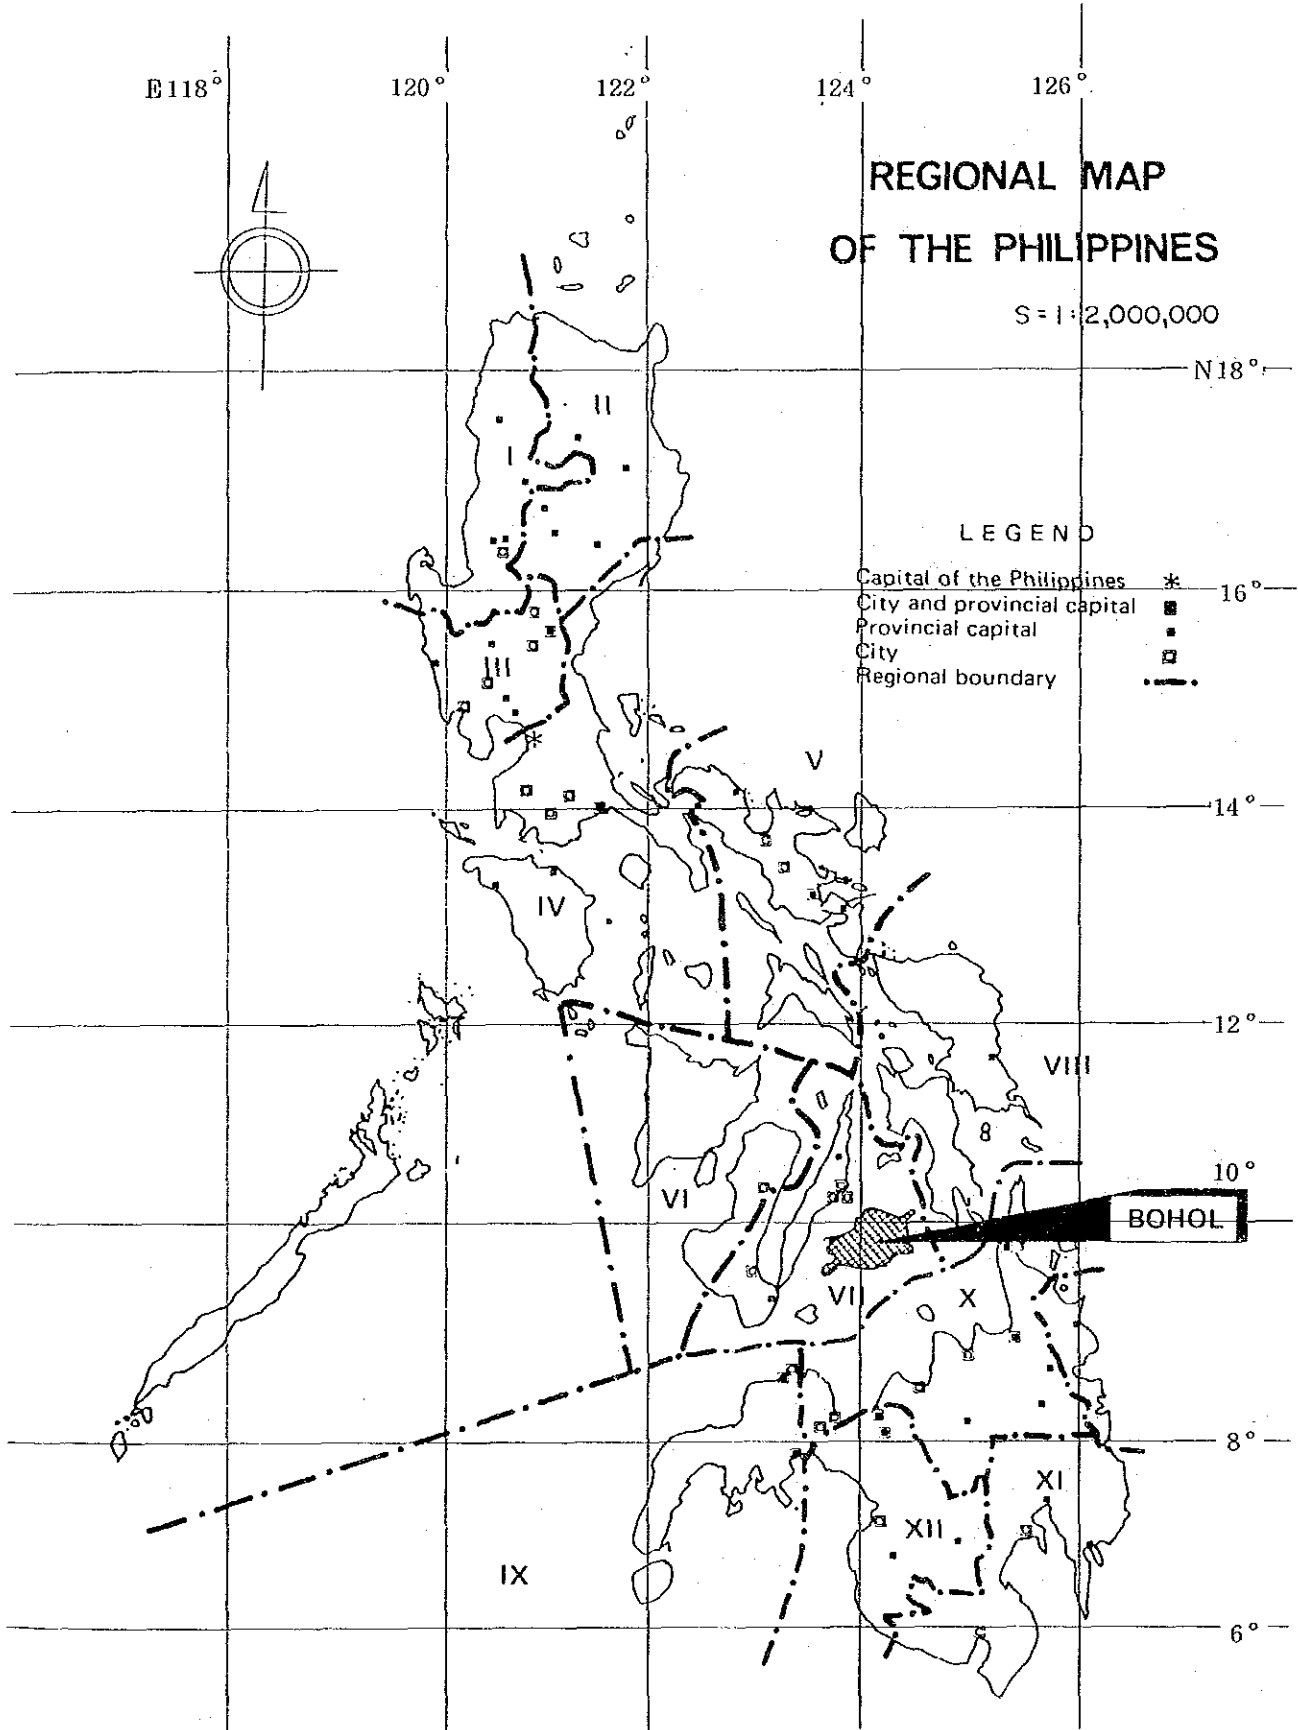 E118° 120° 122° 124° 126°
REGIONAL MAP
OF THE PHILIPPINES
S=1:2,000,000
N18°
II
I
LEGEND
Capital of the Philippines
16°
City and provincial capital
Provincial capital
City
III
Regional boundary
V
14°
IV
12°
VIII
10°
VI
BOHOL
VII
X
8°
XI
XII
IX
6°